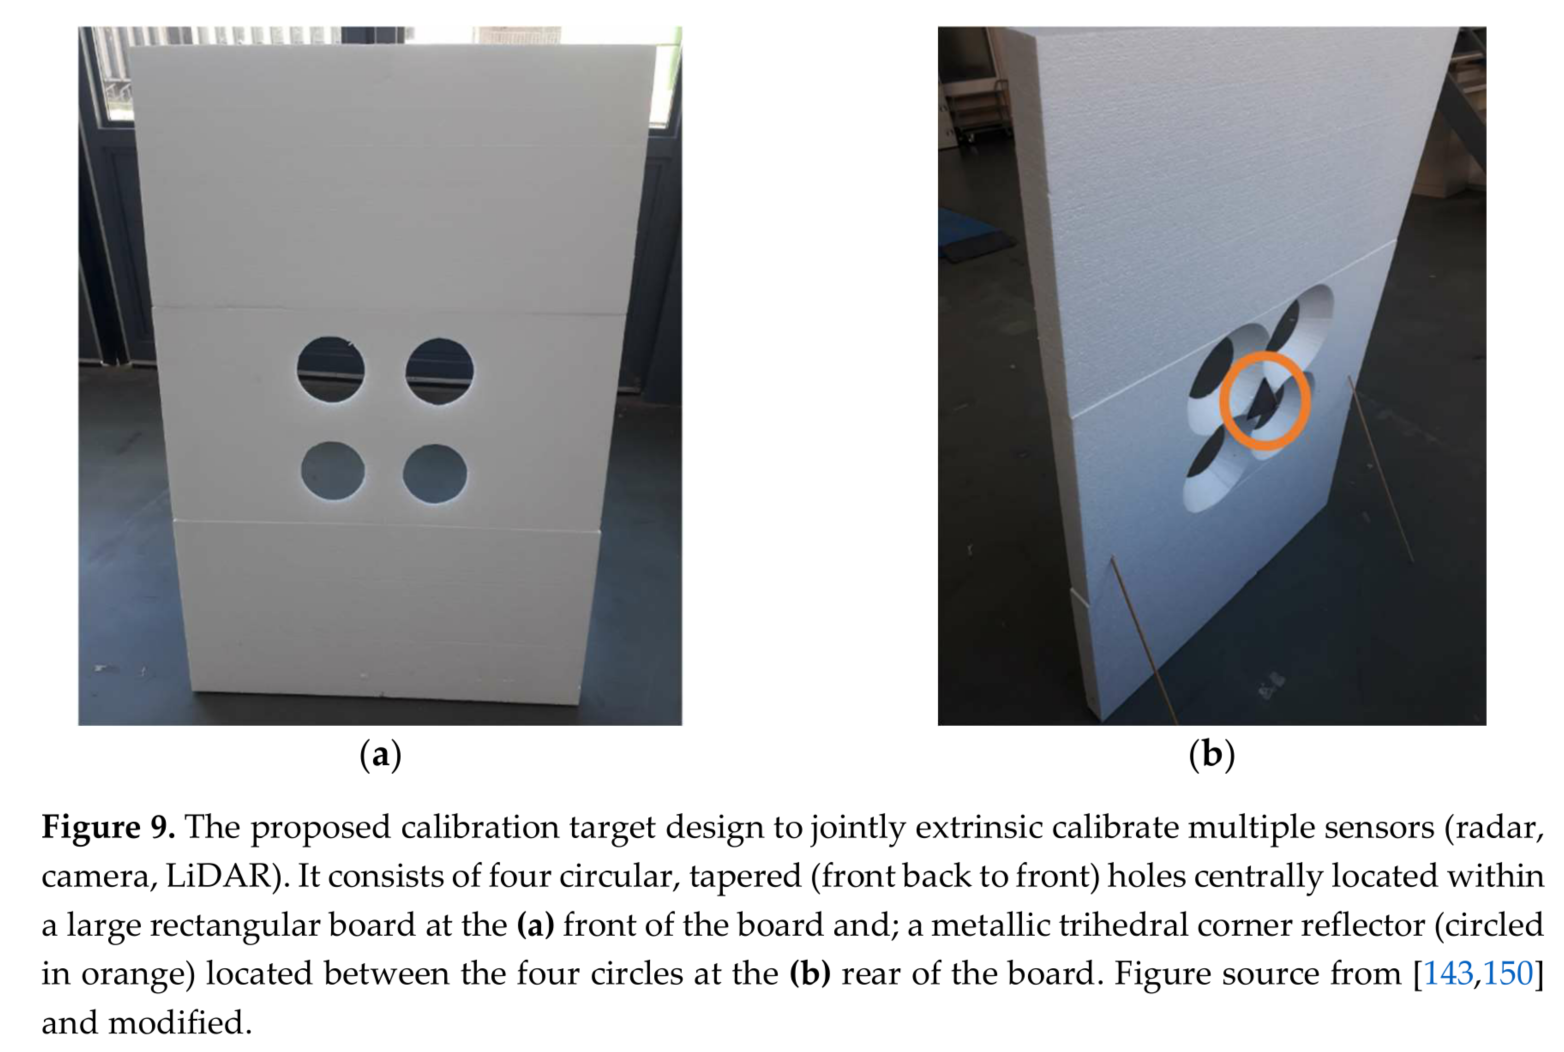 (a)
(b)
Figure 9. The proposed calibration target design to jointly extrinsic calibrate multiple sensors (radar,
camera, LiDAR). It consists of four circular, tapered (front back to front) holes centrally located within
a large rectangular board at the (a) front of the board and; a metallic trihedral corner reflector (circled
in orange) located between the four circles at the (b) rear of the board. Figure source from [143,150]
and modified.